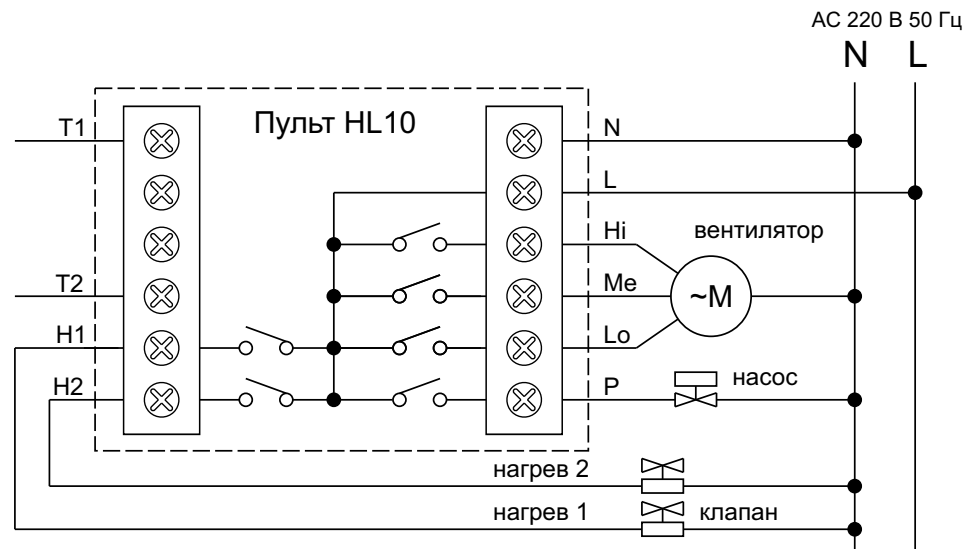 АС 220 В 50 Гц
N L
Пульт HL10
T1
N
L
Hi
вентилятор
T2
Me
~M
H1
Lo
H2
P
насос
нагрев 2
нагрев 1
клапан